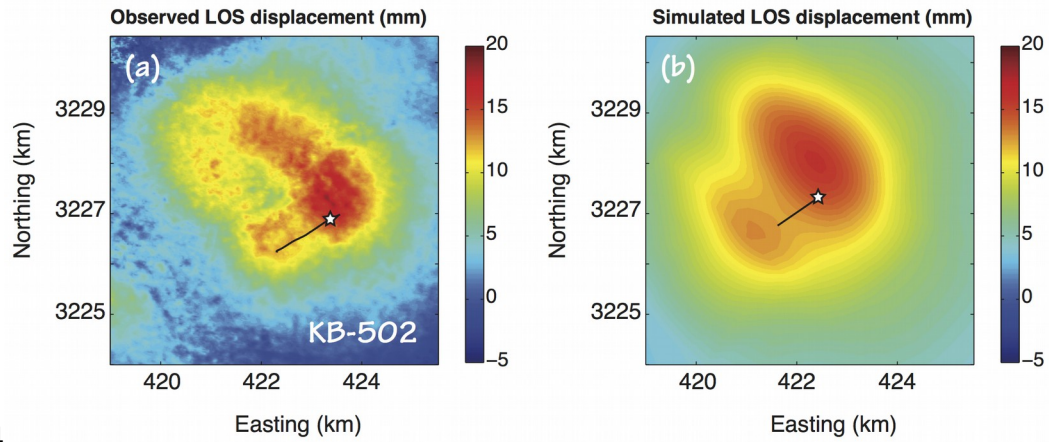 Observed LOS displacement (mm)
(a)
KB-502
Northing (km)
3229
3227
3225
420
422
424
Easting (km)
20
15
10
5
0
−5
Simulated LOS displacement (mm)
(b)
Northing (km)
3229
3227
3225
420
422
424
Easting (km)
20
15
10
5
0
−5